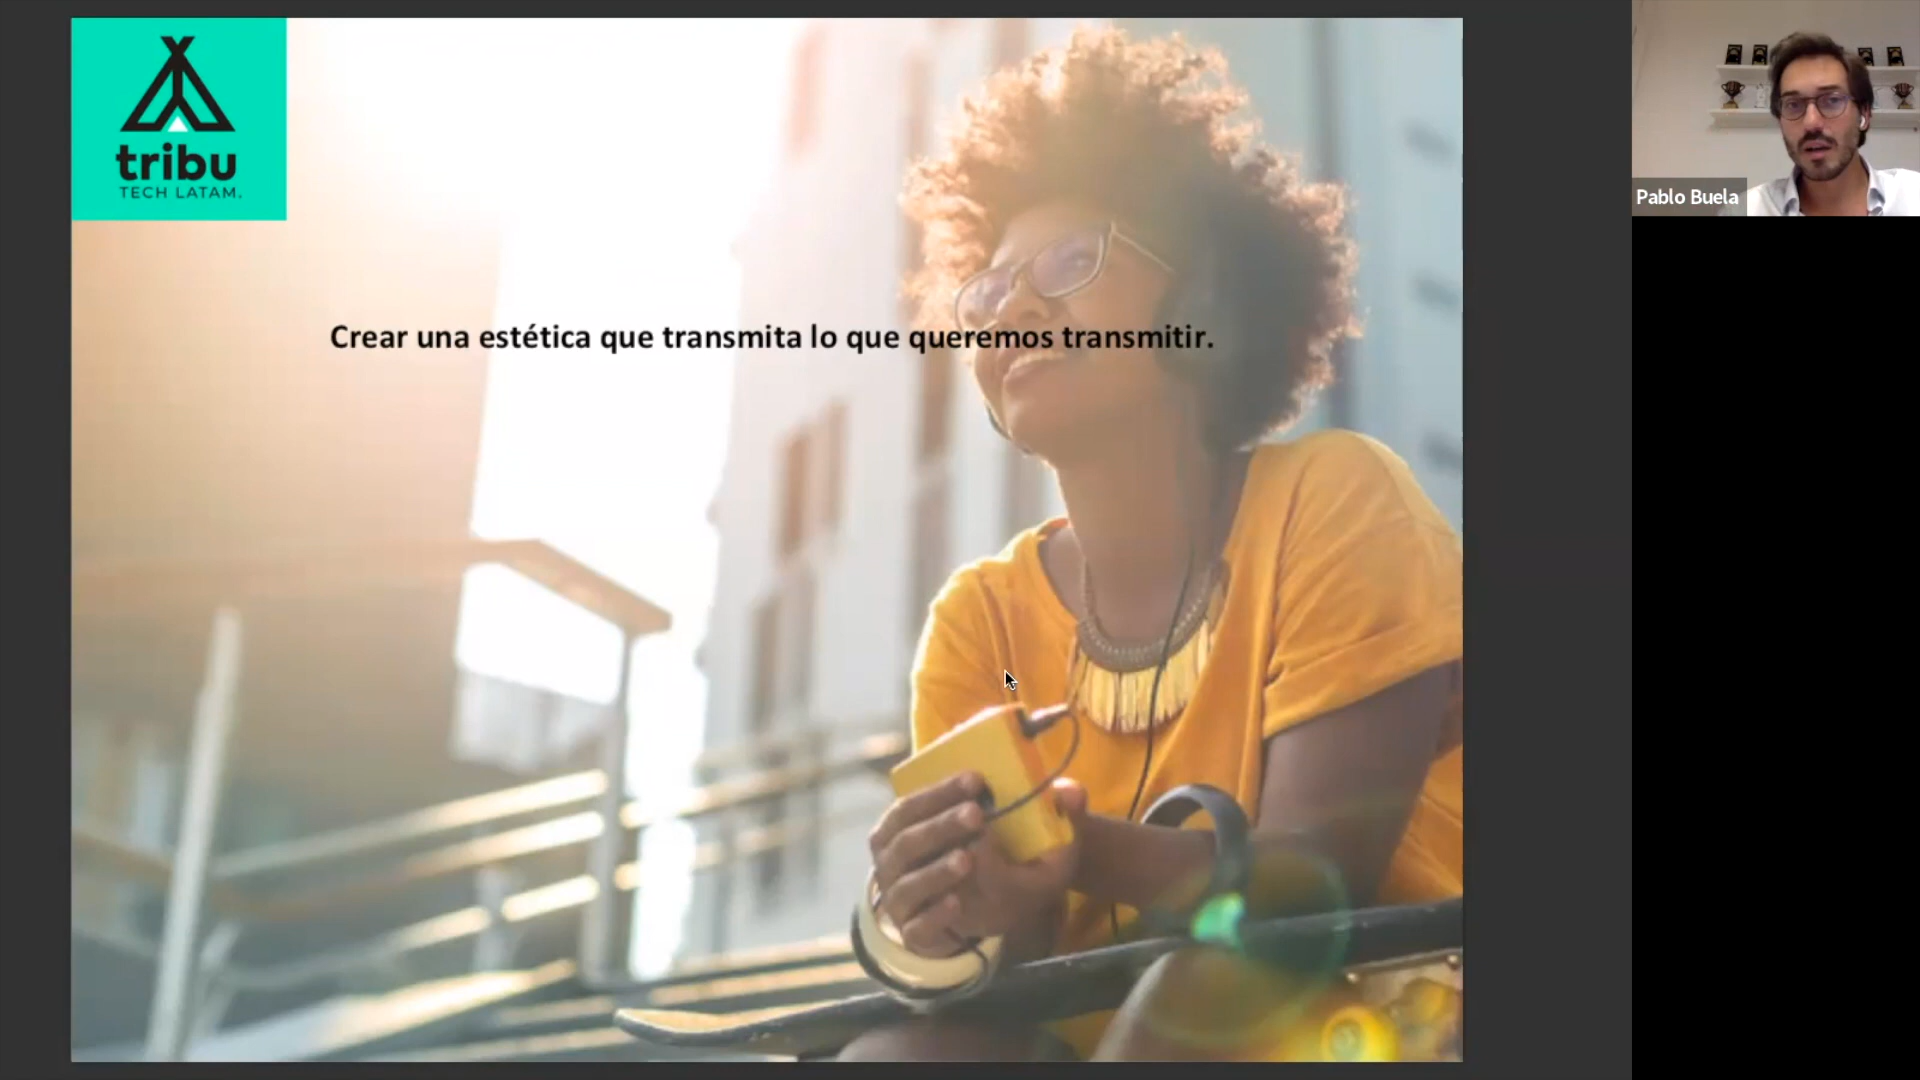 tribu
TECH LATAM.
Crear una estética que transmita lo que queremos transmitir.
Pablo Buela